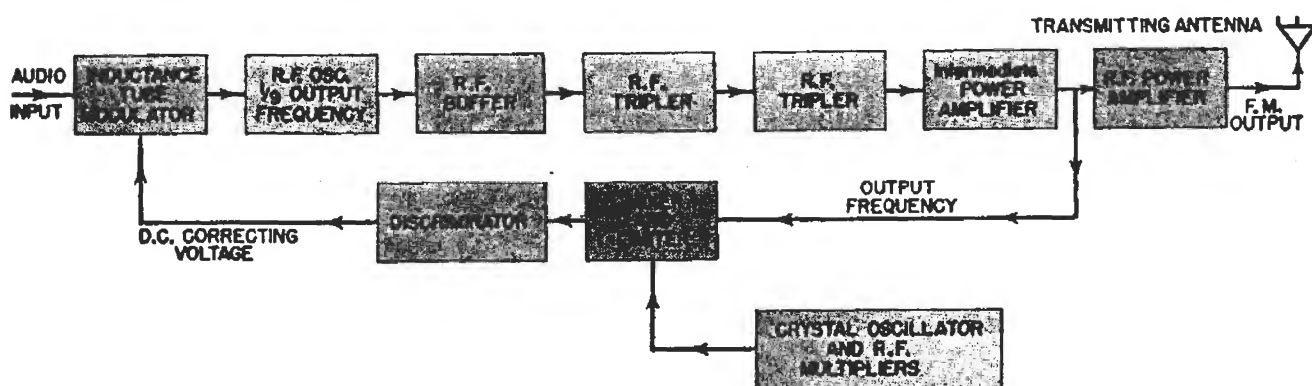 TRANSMITTING ANTENNA
AUDIO
INPUT
INDUCTANCE
TUBE
MODULATOR
R.F. OSC.
1/9 OUTPUT
FREQUENCY
R.F.
BUFFER
R.F.
TRIPLER
R.F.
TRIPLER
Intermediate
POWER
AMPLIFIER
R.F. POWER
AMPLIFIER
F.M.
OUTPUT
OUTPUT
FREQUENCY
DISCRIMINATOR
D.C. CORRECTING
VOLTAGE
CRYSTAL OSCILLATOR
AND R.F.
MULTIPLIERS